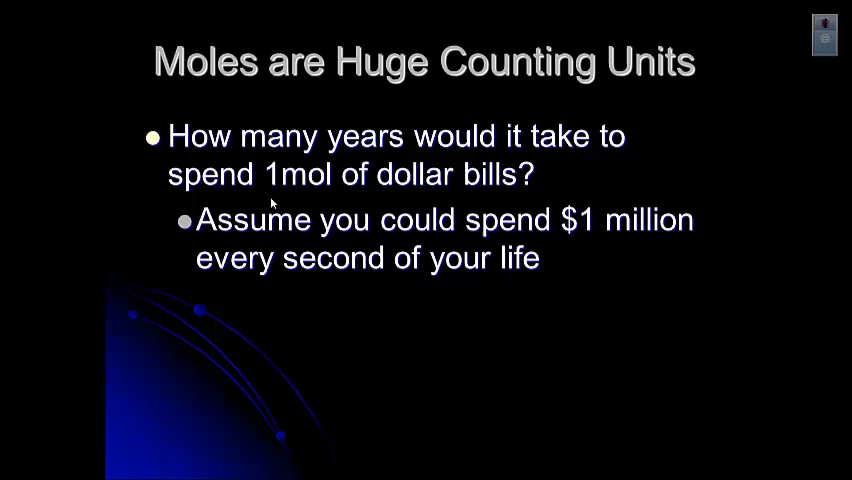 Moles are Huge Counting Units
How many years would it take to
spend 1mol of dollar bills?
Assume you could spend $1 million
every second of your life